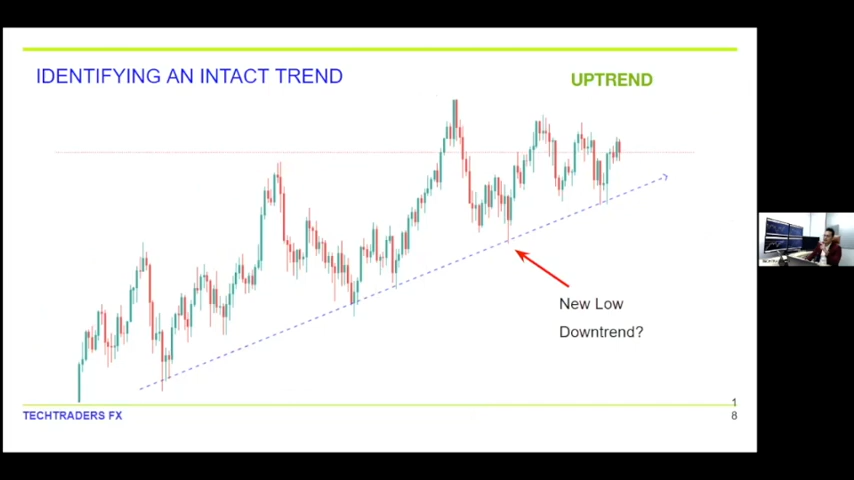 IDENTIFYING AN INTACT TREND
UPTREND
New Low
Downtrend?
1
8
TECHTRADERS FX